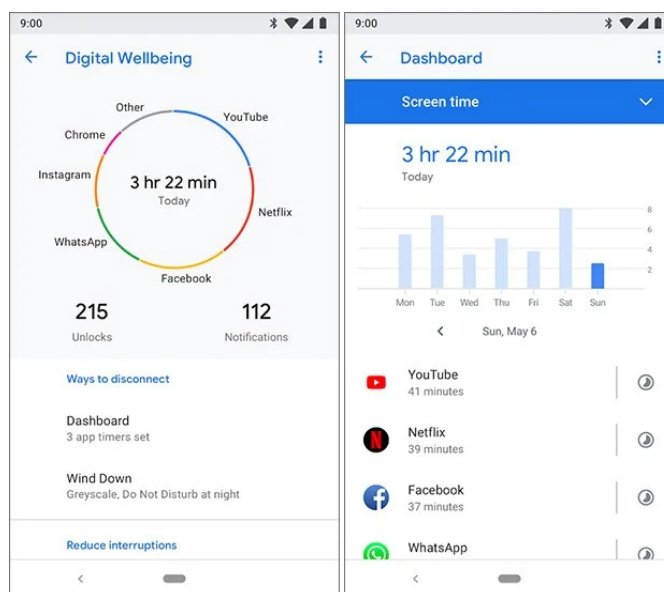 9:00
Digital Wellbeing
Other
YouTube
Chrome
Instagram
3 hr 22 min
Today
Netflix
WhatsApp
Facebook
215
112
Unlocks
Notifications
Ways to disconnect
Dashboard
3 app timers set
Wind Down
Greyscale, Do Not Disturb at night
Reduce interruptions
9:00
Dashboard
Screen time
3 hr 22 min
Today
8
6
4
2
Mon Tue Wed Thu Fri Sat Sun
Sun, May 6
YouTube
41 minutes
N
Netflix
39 minutes
f
Facebook
37 minutes
WhatsApp